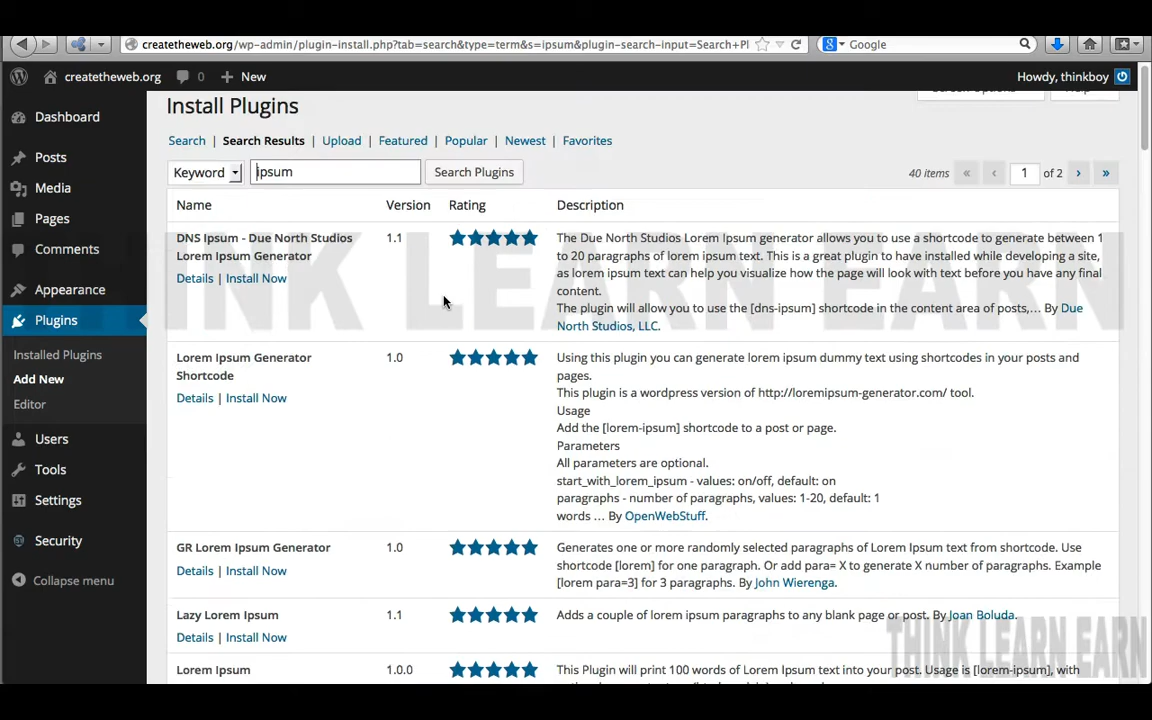 createtheweb.org/wp-admin/plugin-install.php?tab=search&type=term&s=ipsum&plugin-search-input=Search+Pl
Google
createtheweb.org 0 + New Howdy, thinkboy
Dashboard
Posts
Media
Pages
Comments
Appearance
Plugins
Installed Plugins
Add New
Editor
Users
Tools
Settings
Security
Collapse menu
Install Plugins
Search | Search Results | Upload | Featured | Popular | Newest | Favorites
Keyword ipsum Search Plugins 40 items « ‹ 1 of 2 › »
Name Version Rating Description
DNS Ipsum - Due North Studios
Lorem Ipsum Generator
Details | Install Now
1.1
The Due North Studios Lorem Ipsum generator allows you to use a shortcode to generate between 1
to 20 paragraphs of lorem ipsum text. This is a great plugin to have installed while developing a site,
as lorem ipsum text can help you visualize how the page will look with text before you have any final
content.
The plugin will allow you to use the [dns-ipsum] shortcode in the content area of posts,… By Due
North Studios, LLC.
Lorem Ipsum Generator
Shortcode
Details | Install Now
1.0
Using this plugin you can generate lorem ipsum dummy text using shortcodes in your posts and
pages.
This plugin is a wordpress version of http://loremipsum-generator.com/ tool.
Usage
Add the [lorem-ipsum] shortcode to a post or page.
Parameters
All parameters are optional.
start_with_lorem_ipsum - values: on/off, default: on
paragraphs - number of paragraphs, values: 1-20, default: 1
words … By OpenWebStuff.
GR Lorem Ipsum Generator
Details | Install Now
1.0
Generates one or more randomly selected paragraphs of Lorem Ipsum text from shortcode. Use
shortcode [lorem] for one paragraph. Or add para= X to generate X number of paragraphs. Example
[lorem para=3] for 3 paragraphs. By John Wierenga.
Lazy Lorem Ipsum
Details | Install Now
1.1
Adds a couple of lorem ipsum paragraphs to any blank page or post. By Joan Boluda.
Lorem Ipsum
1.0.0
This Plugin will print 100 words of Lorem Ipsum text into your post. Usage is [lorem-ipsum], with
THINK LEARN EARN
THINK LEARN EARN